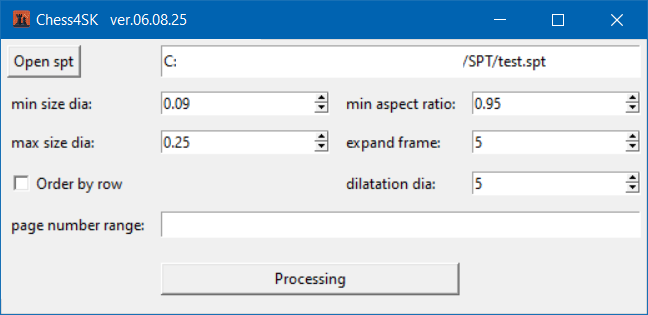 Chess4SK ver.06.08.25
Open spt C: /SPT/test.spt
min size dia: 0.09 min aspect ratio: 0.95
max size dia: 0.25 expand frame: 5
Order by row dilatation dia: 5
page number range:
Processing